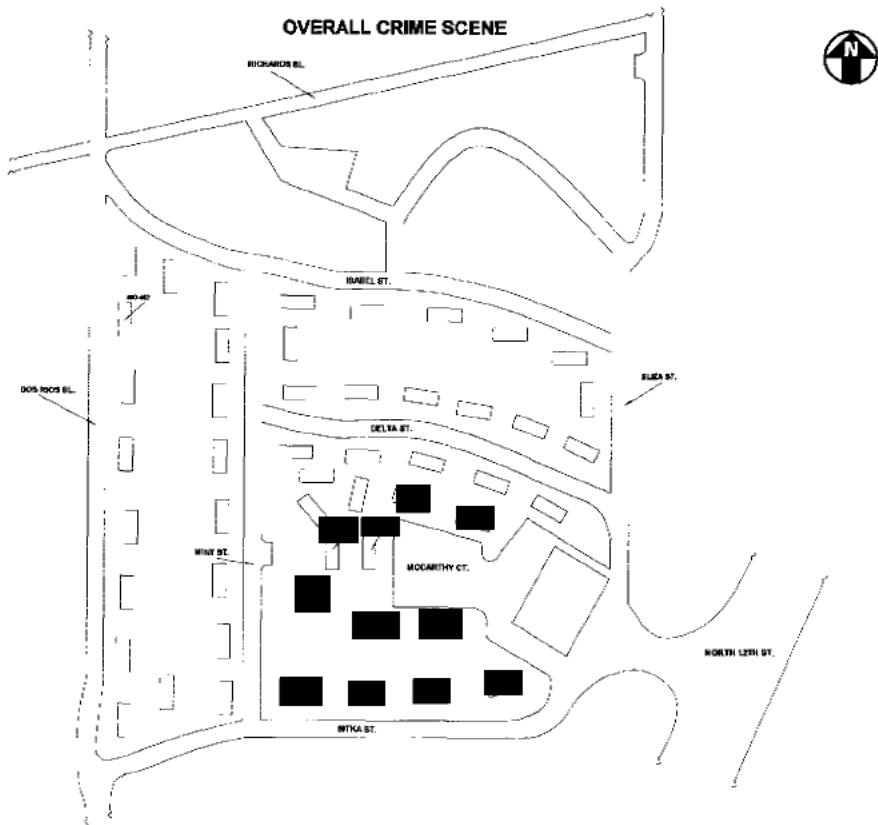 OVERALL CRIME SCENE
N
RICHARDS BL.
ISABEL ST.
DOS RIOS BL.
ELIZA ST.
DELTA ST.
MINT ST.
MCCARTHY CT.
NORTH 12TH ST.
SITKA ST.